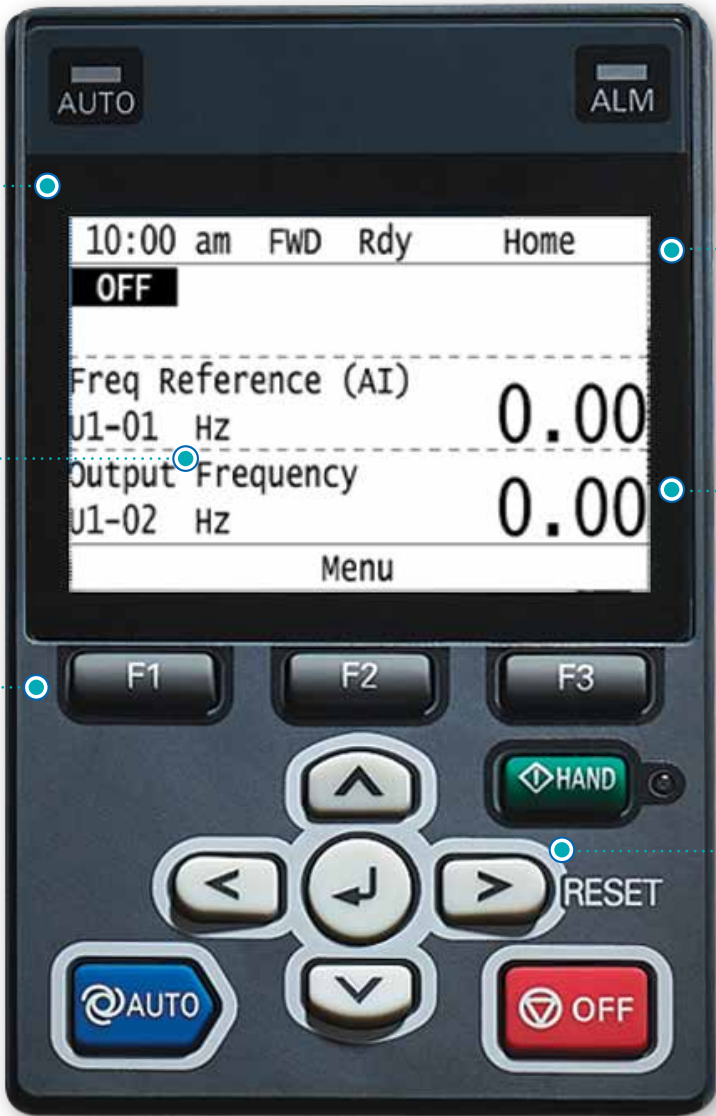 AUTO ALM
10:00 am FWD Rdy Home
OFF
Freq Reference (AI)
U1-01 Hz 0.00
Output Frequency
U1-02 Hz 0.00
Menu
F1 F2 F3
HAND
< > RESET
AUTO OFF